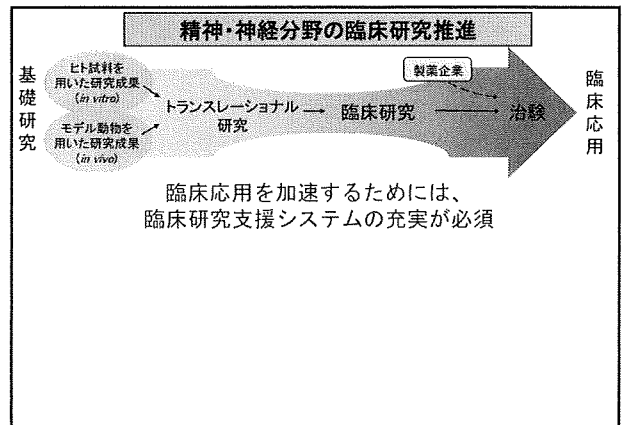 精神・神経分野の臨床研究推進
基礎研究
ヒト試料を
用いた研究成果
(in vitro)
モデル動物を
用いた研究成果
(in vivo)
トランスレーショナル
研究
臨床研究
製薬企業
治験
臨床応用
臨床応用を加速するためには、
臨床研究支援システムの充実が必須